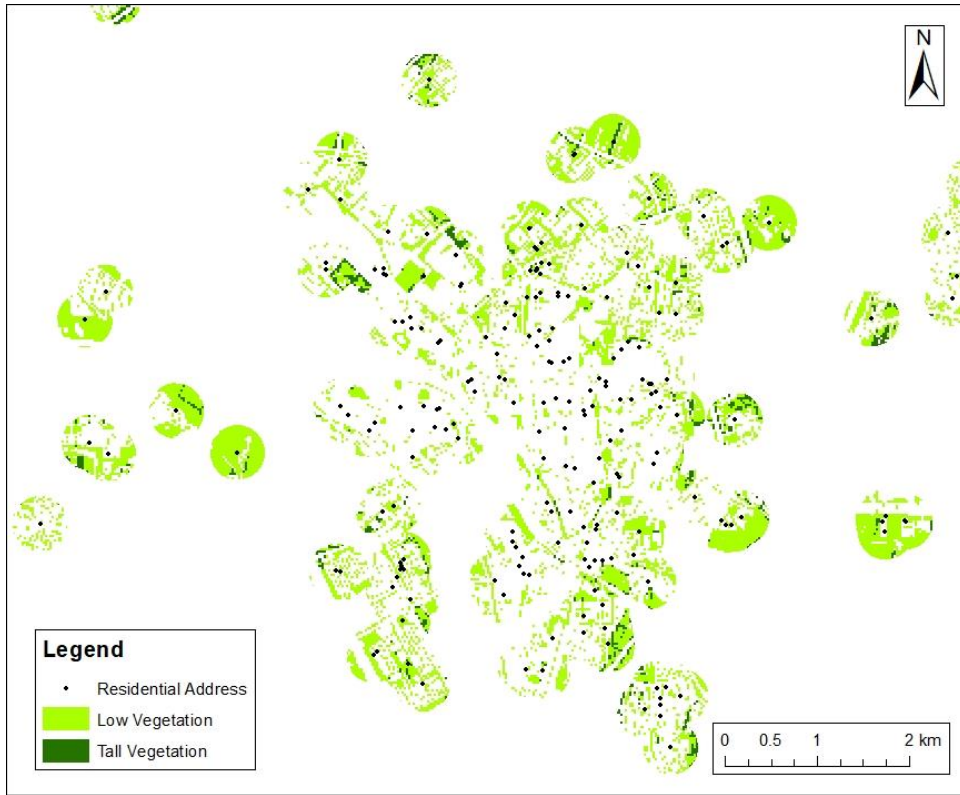 N
Legend
Residential Address
Low Vegetation
Tall Vegetation
0 0.5 1 2 km